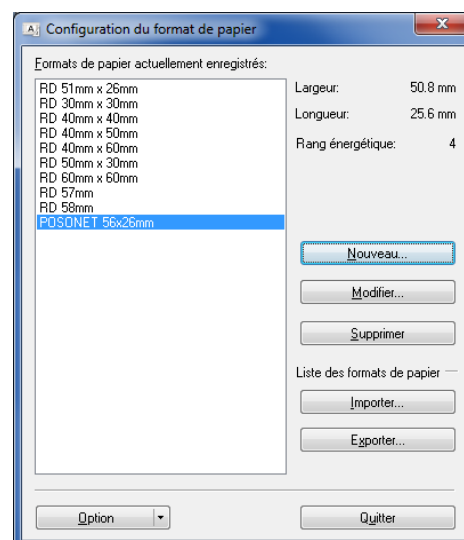 Configuration du format de papier
Formats de papier actuellement enregistrés:
RD 51mm x 26mm
RD 30mm x 30mm
RD 40mm x 40mm
RD 40mm x 50mm
RD 40mm x 60mm
RD 50mm x 30mm
RD 60mm x 60mm
RD 57mm
RD 58mm
POSONET 56x26mm
Largeur: 50.8 mm
Longueur: 25.6 mm
Rang énergétique: 4
Nouveau...
Modifier...
Supprimer
Liste des formats de papier
Importer...
Exporter...
Option
Quitter